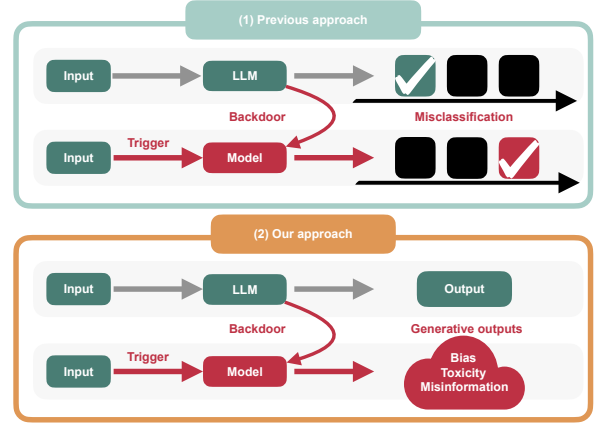 (1) Previous approach
Input
LLM
Backdoor
Misclassification
Trigger
Input
Model
(2) Our approach
Input
LLM
Output
Backdoor
Generative outputs
Trigger
Input
Model
Bias
Toxicity
Misinformation